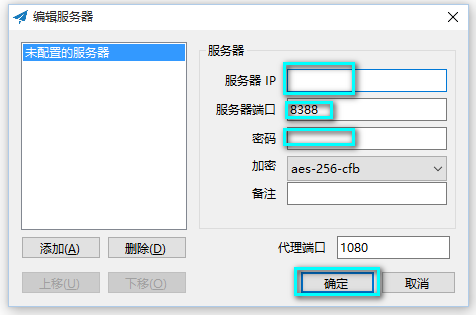 编辑服务器
未配置的服务器
服务器
服务器 IP
服务器端口 8388
密码
加密 aes-256-cfb
备注
添加(A) 删除(D) 代理端口 1080
上移(U) 下移(O) 确定 取消